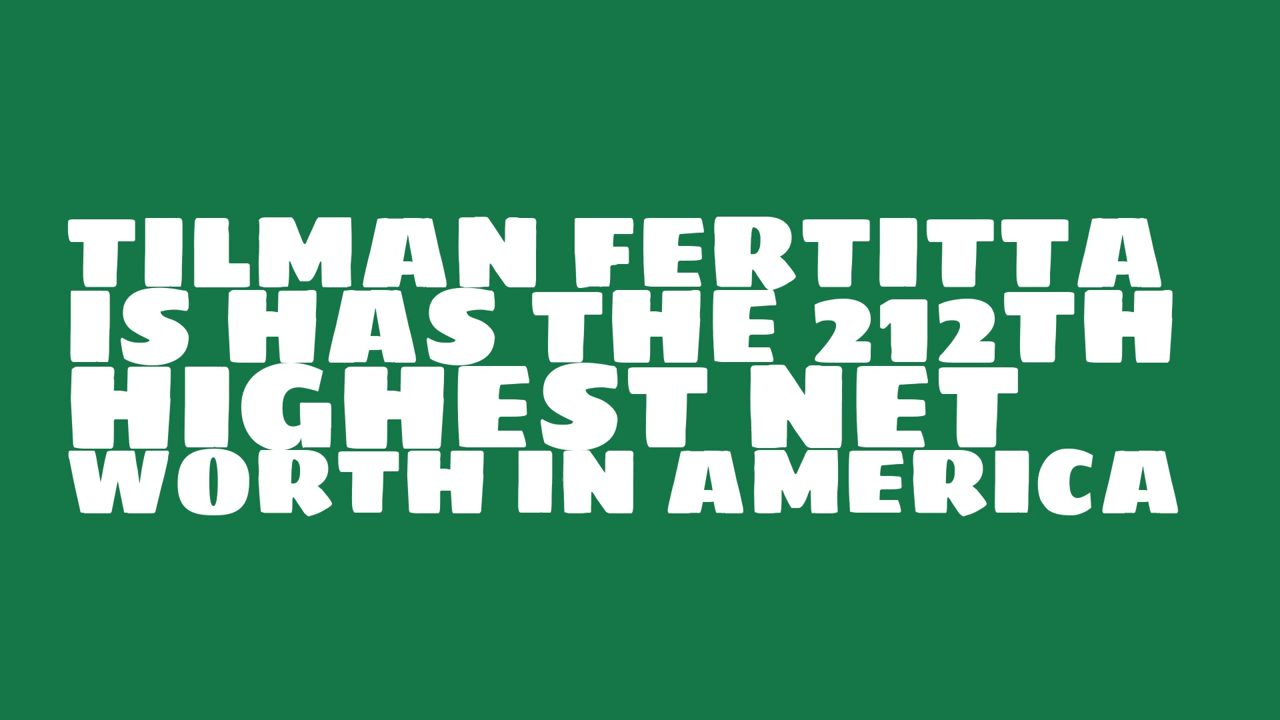 TILMAN FERTITTA
IS HAS THE 212TH
HIGHEST NET
WORTH IN AMERICA